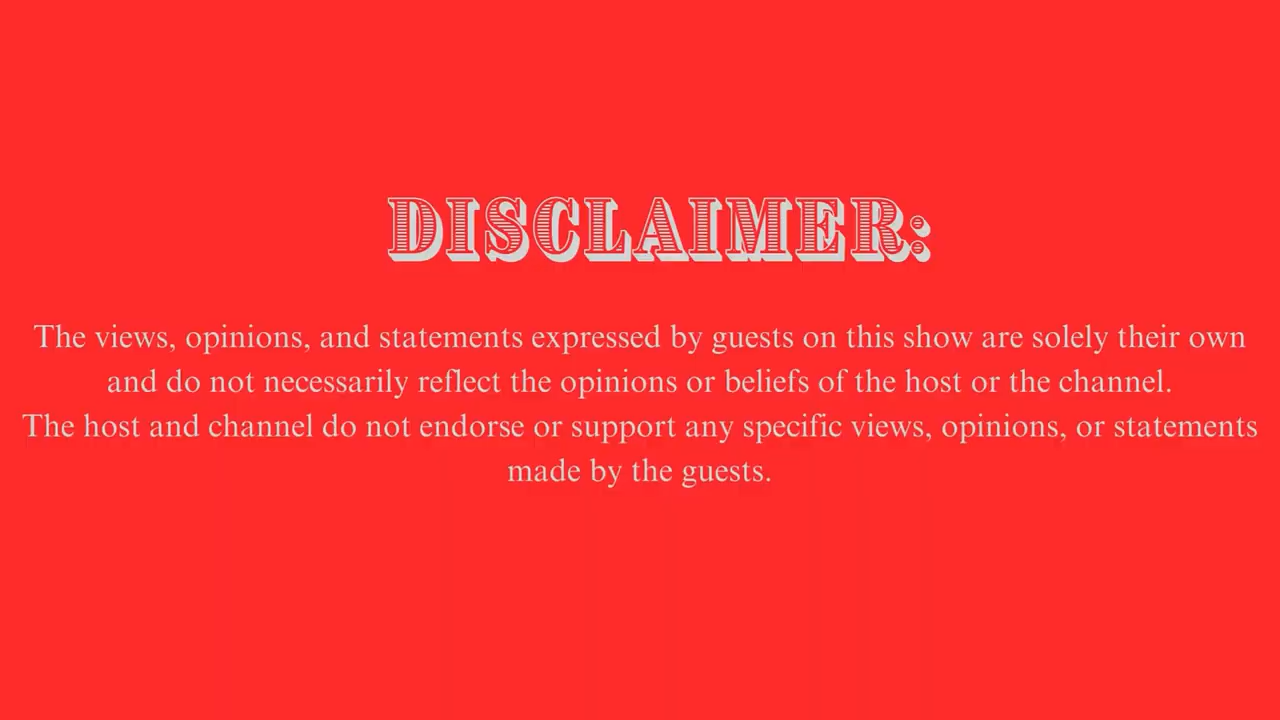 DISCLAIMER:
The views, opinions, and statements expressed by guests on this show are solely their own
and do not necessarily reflect the opinions or beliefs of the host or the channel.
The host and channel do not endorse or support any specific views, opinions, or statements
made by the guests.